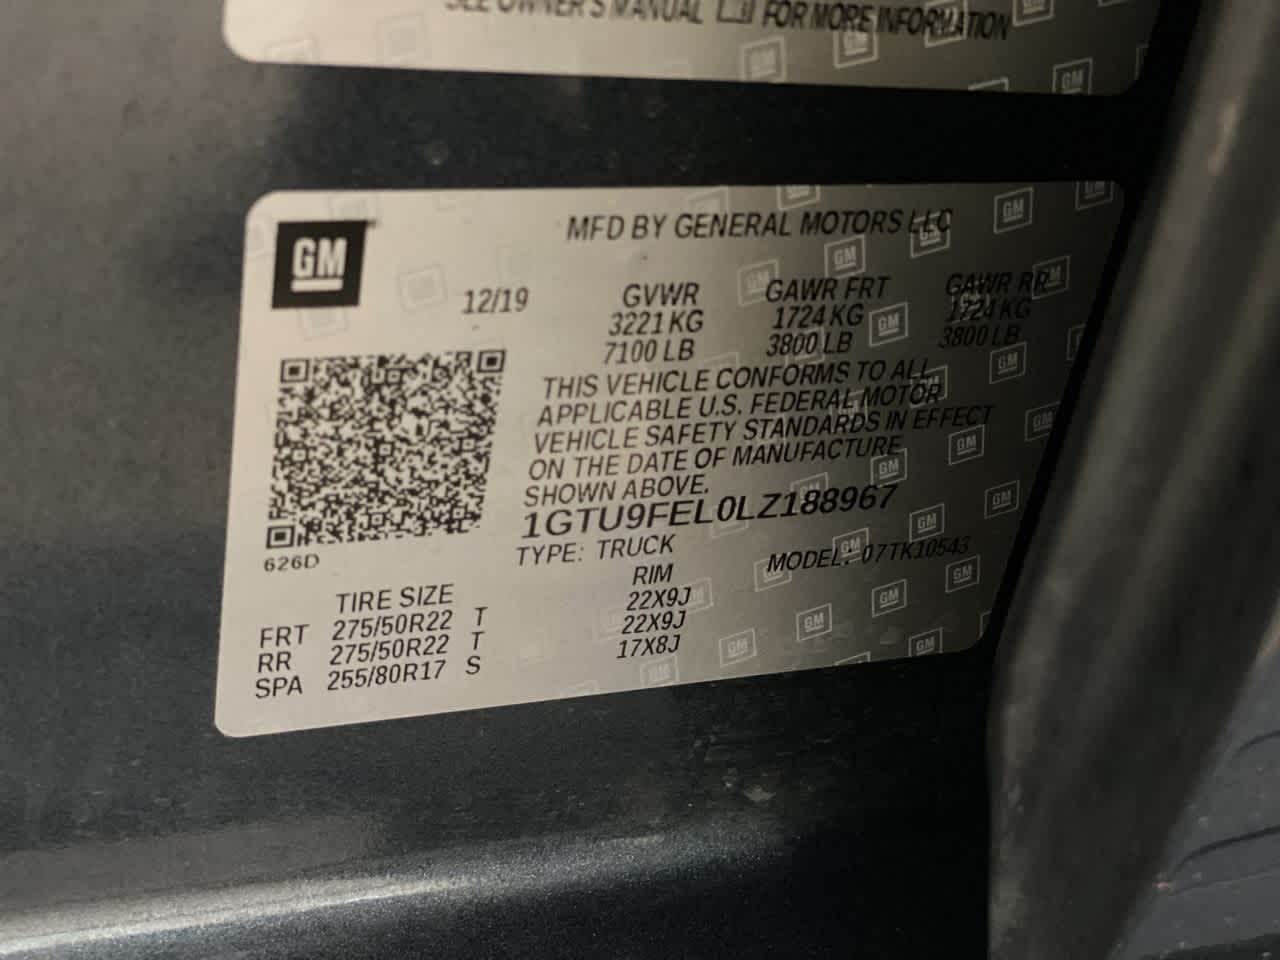 SEE OWNER'S MANUAL FOR MORE INFORMATION
GM
MFD BY GENERAL MOTORS LLC
12/19
GVWR GAWR FRT GAWR RR
3221 KG 1724 KG 1724 KG
7100 LB 3800 LB 3800 LB
THIS VEHICLE CONFORMS TO ALL
APPLICABLE U.S. FEDERAL MOTOR
VEHICLE SAFETY STANDARDS IN EFFECT
ON THE DATE OF MANUFACTURE
SHOWN ABOVE.
1GTU9FEL0LZ188967
626D
TYPE: TRUCK MODEL: 07TK10543
TIRE SIZE RIM
FRT 275/50R22 T 22X9J
RR 275/50R22 T 22X9J
SPA 255/80R17 S 17X8J